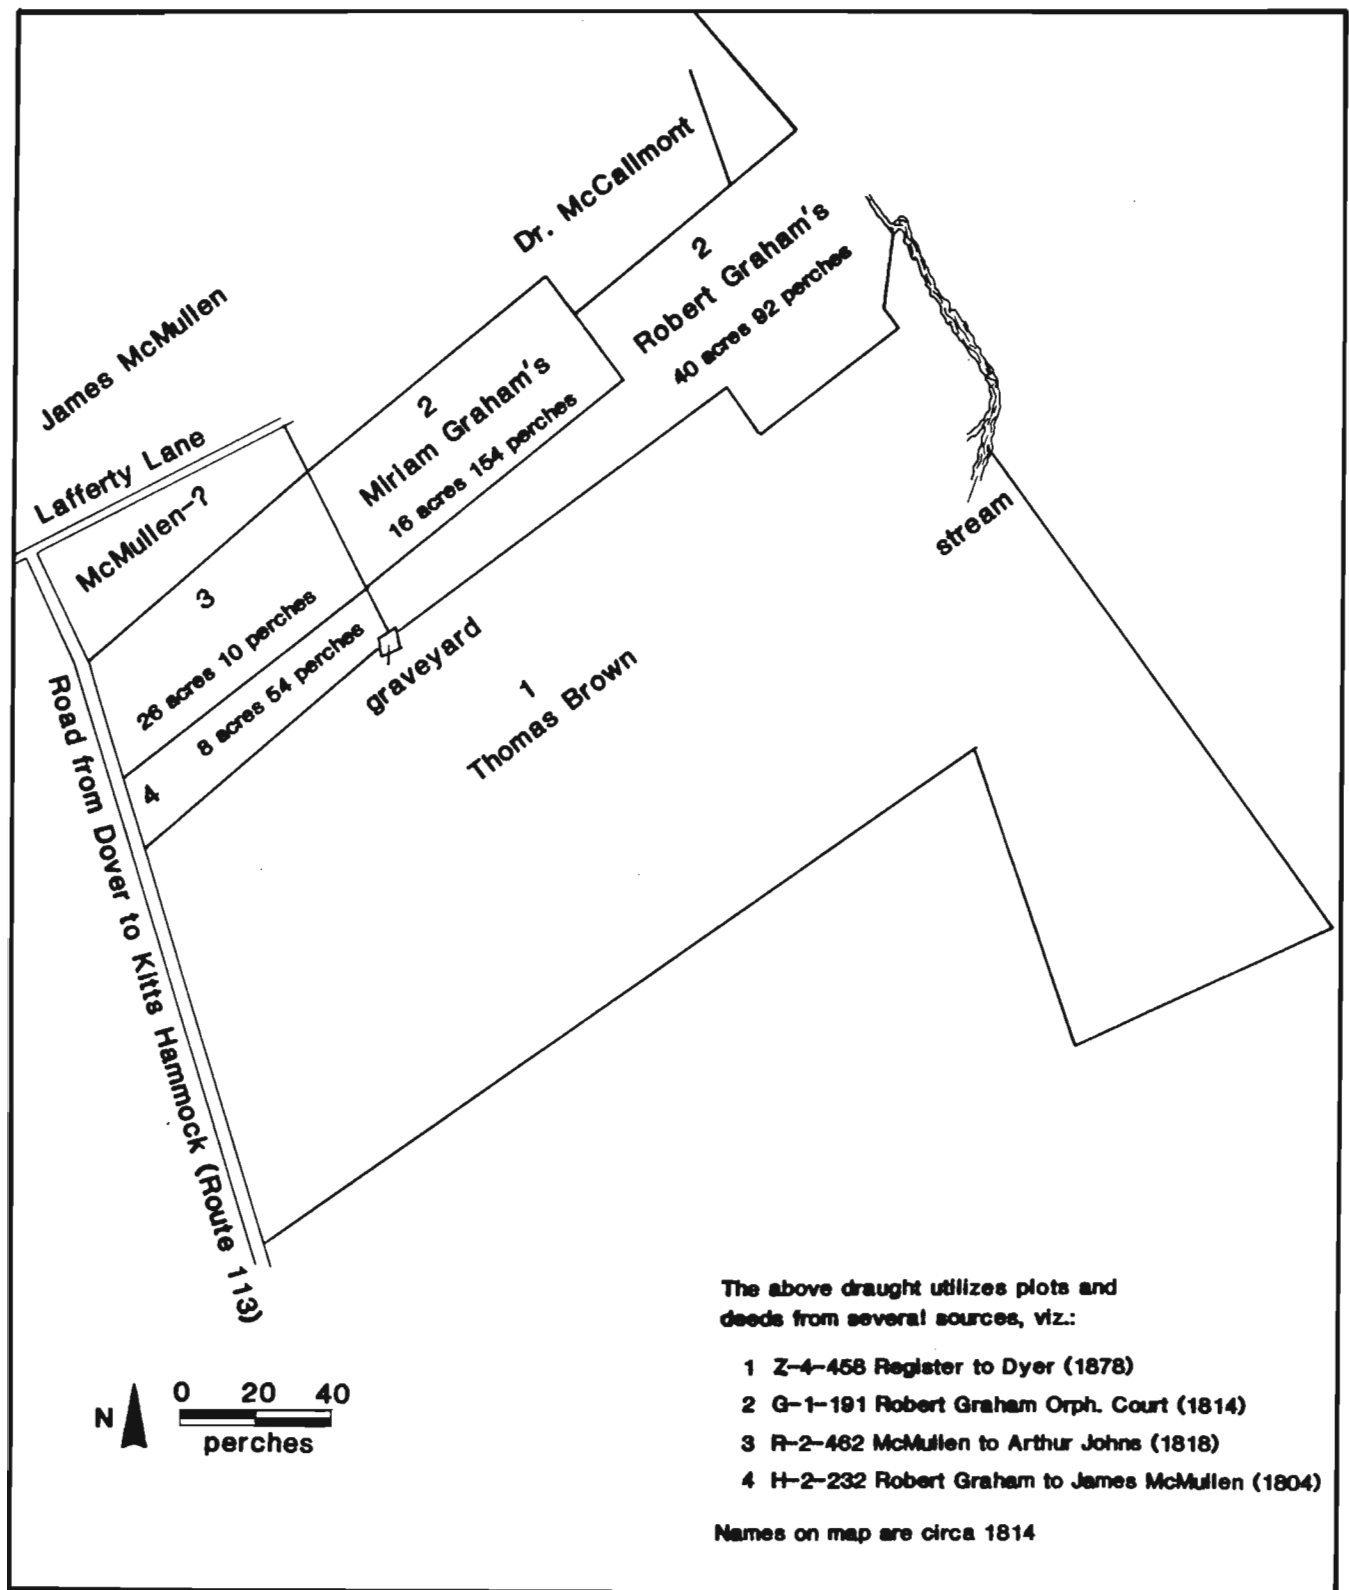 Dr. McCallmont
2
Robert Graham's
40 acres 92 perches
James McMullen
Lafferty Lane
McMullen-?
2
Miriam Graham's
16 acres 154 perches
stream
3
26 acres 10 perches
8 acres 54 perches
4
graveyard
1
Thomas Brown
Road from Dover to Kitts Hammock (Route 113)
N
0 20 40
perches
The above draught utilizes plots and
deeds from several sources, viz.:
1 Z-4-458 Register to Dyer (1878)
2 G-1-191 Robert Graham Orph. Court (1814)
3 R-2-462 McMullen to Arthur Johns (1818)
4 H-2-232 Robert Graham to James McMullen (1804)
Names on map are circa 1814